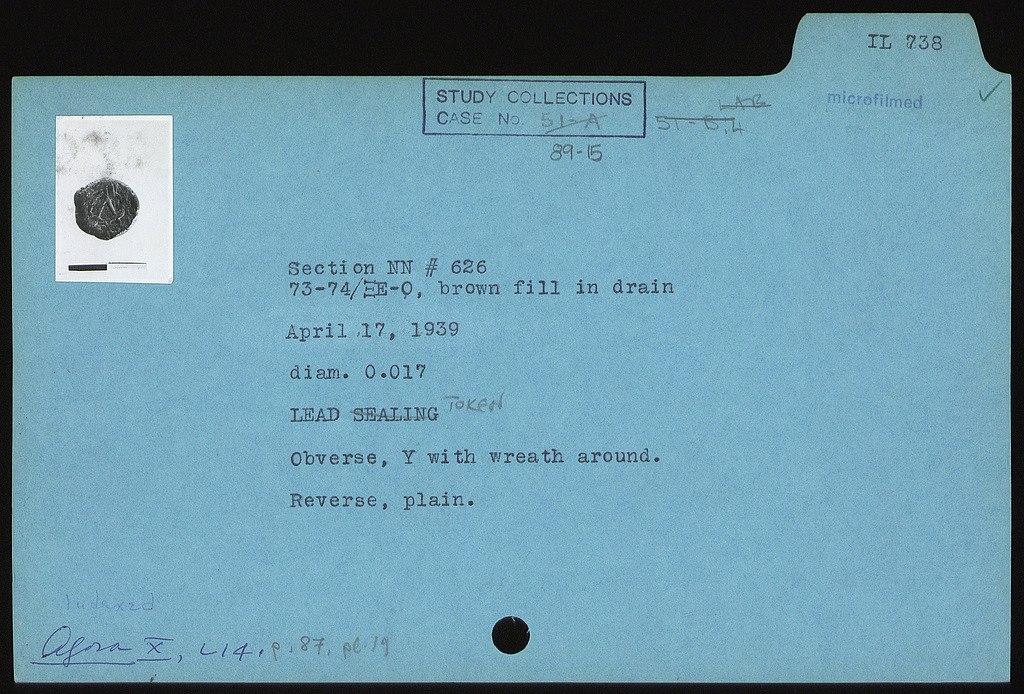 IL 738
microfilmed ✓
STUDY COLLECTIONS
CASE No. 51-A
LAB
51-B,4
89-15
Section NN # 626
73-74/ΞE-Ϙ, brown fill in drain
April 17, 1939
diam. 0.017
LEAD SEALING TOKEN
Obverse, Y with wreath around.
Reverse, plain.
Indexed
Agora X, L14. p.87, pl.19